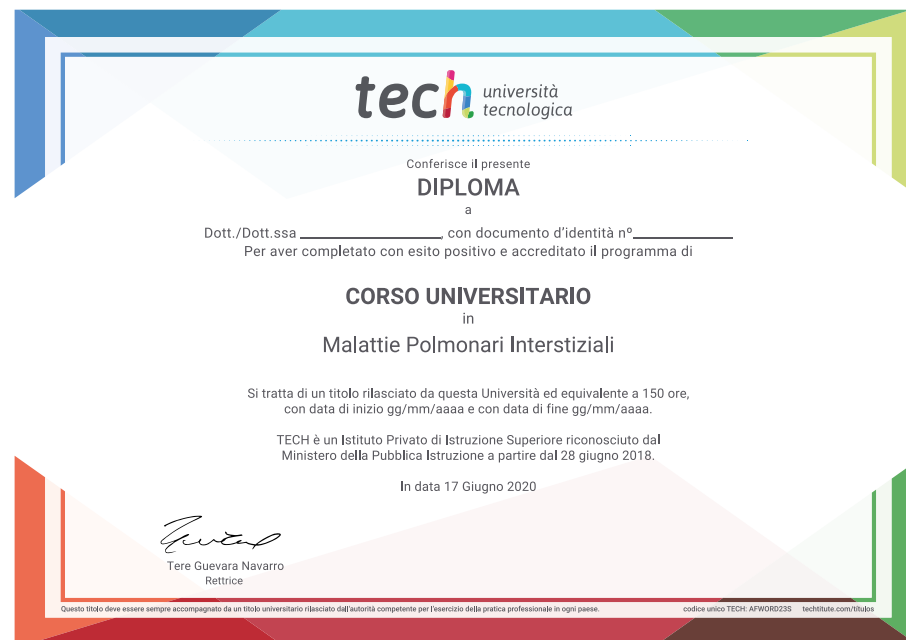 tech università
tecnologica
Conferisce il presente
DIPLOMA
a
Dott./Dott.ssa ____________________, con documento d'identità nº______________
Per aver completato con esito positivo e accreditato il programma di
CORSO UNIVERSITARIO
in
Malattie Polmonari Interstiziali
Si tratta di un titolo rilasciato da questa Università ed equivalente a 150 ore,
con data di inizio gg/mm/aaaa e con data di fine gg/mm/aaaa.
TECH è un Istituto Privato di Istruzione Superiore riconosciuto dal
Ministero della Pubblica Istruzione a partire dal 28 giugno 2018.
In data 17 Giugno 2020
Tere Guevara Navarro
Rettrice
Questo titolo deve essere sempre accompagnato da un titolo universitario rilasciato dall'autorità competente per l'esercizio della pratica professionale in ogni paese. codice unico TECH: AFWORD23S techtitute.com/títulos